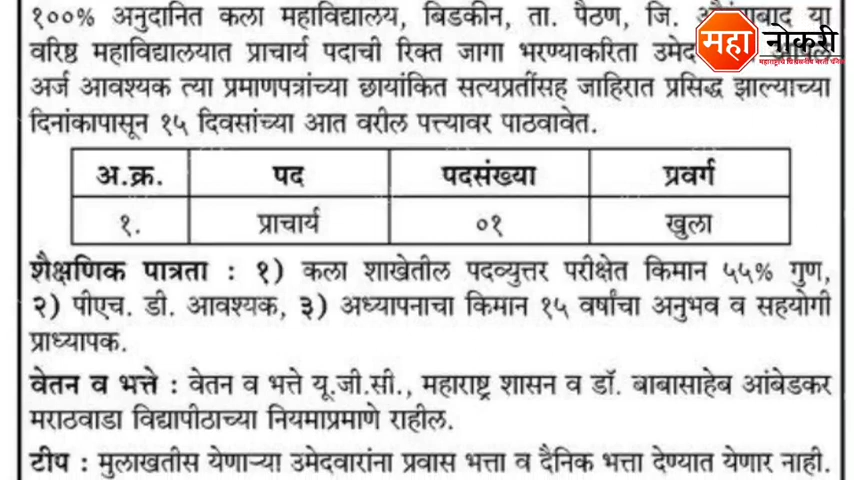 १००% अनुदानित कला महाविद्यालय, बिडकीन, ता. पैठण, जि. औरंगाबाद या
महा नोकरी
वरिष्ठ महाविद्यालयात प्राचार्य पदाची रिक्त जागा भरण्याकरिता
अर्ज आवश्यक त्या प्रमाणपत्रांच्या छायांकित सत्यप्रतींसह जाहिरात प्रसिद्ध झाल्याच्या
दिनांकापासून १५ दिवसांच्या आत वरील पत्त्यावर पाठवावेत.
अ.क्र. पद पदसंख्या प्रवर्ग
१. प्राचार्य ०१ खुला
शैक्षणिक पात्रता : १) कला शाखेतील पदव्युत्तर परीक्षेत किमान ५५% गुण,
२) पीएच. डी. आवश्यक, ३) अध्यापनाचा किमान १५ वर्षांचा अनुभव व सहयोगी
प्राध्यापक.
वेतन व भत्ते : वेतन व भत्ते यू.जी.सी., महाराष्ट्र शासन व डॉ. बाबासाहेब आंबेडकर
मराठवाडा विद्यापीठाच्या नियमाप्रमाणे राहील.
टीप : मुलाखतीस येणाऱ्या उमेदवारांना प्रवास भत्ता व दैनिक भत्ता देण्यात येणार नाही.